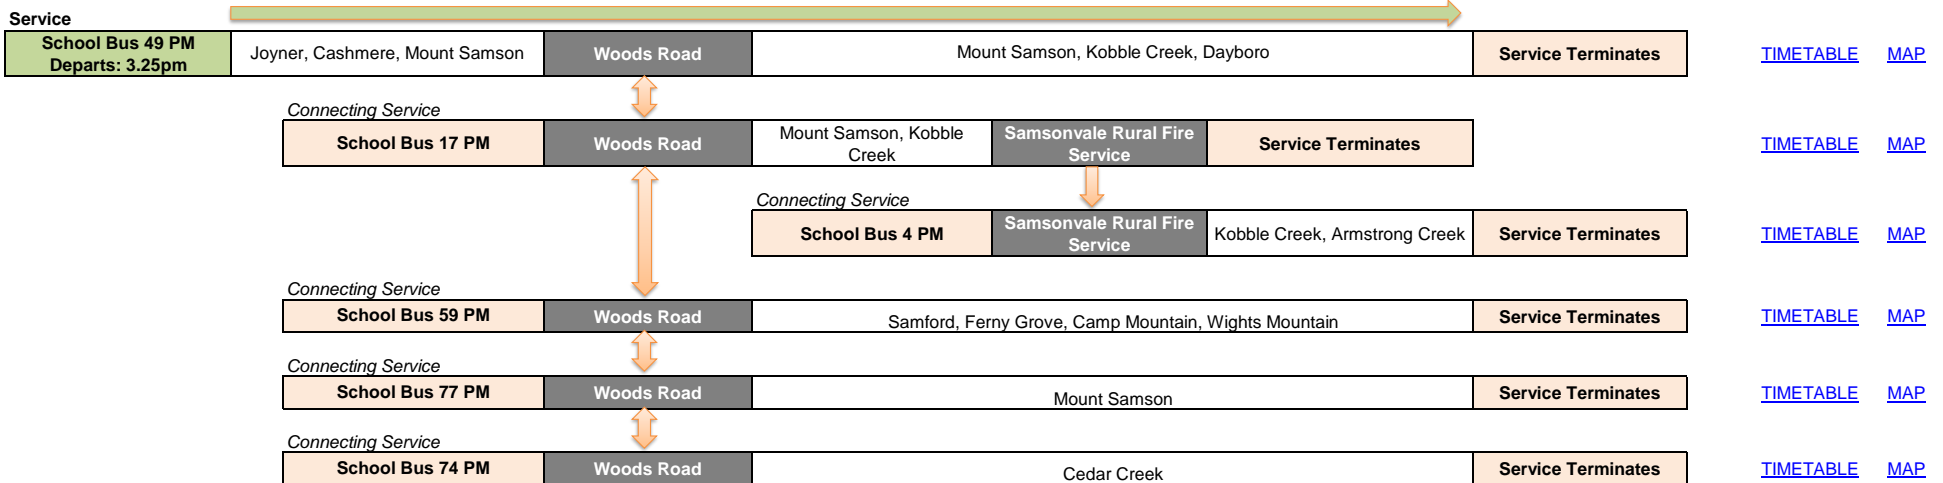 Service
School Bus 49 PM
Departs: 3.25pm
Joyner, Cashmere, Mount Samson
Woods Road
Mount Samson, Kobble Creek, Dayboro
Service Terminates
TIMETABLE
MAP
Connecting Service
School Bus 17 PM
Woods Road
Mount Samson, Kobble
Creek
Samsonvale Rural Fire
Service
Service Terminates
TIMETABLE
MAP
Connecting Service
School Bus 4 PM
Samsonvale Rural Fire
Service
Kobble Creek, Armstrong Creek
Service Terminates
TIMETABLE
MAP
Connecting Service
School Bus 59 PM
Woods Road
Samford, Ferny Grove, Camp Mountain, Wights Mountain
Service Terminates
TIMETABLE
MAP
Connecting Service
School Bus 77 PM
Woods Road
Mount Samson
Service Terminates
TIMETABLE
MAP
Connecting Service
School Bus 74 PM
Woods Road
Cedar Creek
Service Terminates
TIMETABLE
MAP